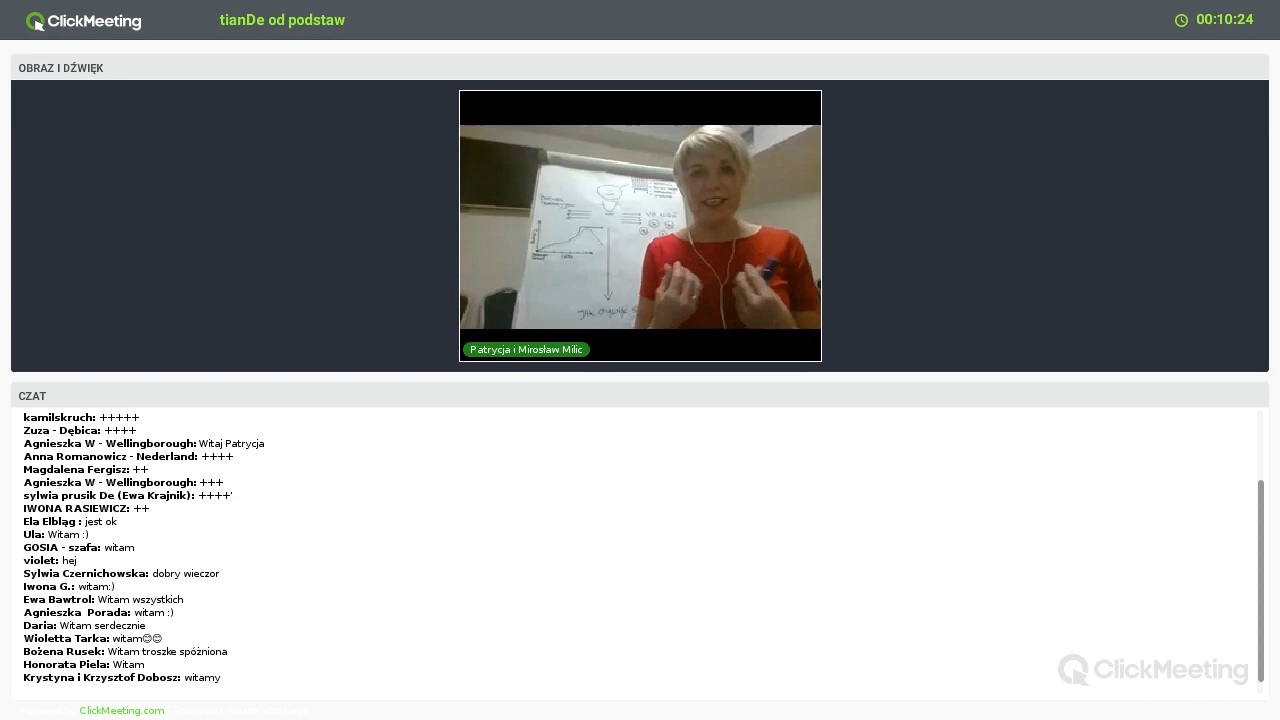 ClickMeeting
tianDe od podstaw
00:10:24
OBRAZ I DŹWIĘK
JAK
Patrycja i Mirosław Milic
CZAT
kamilskruch: +++++
Zuza - Dębica: ++++
Agnieszka W - Wellingborough: Witaj Patrycja
Anna Romanowicz - Nederland: ++++
Magdalena Fergisz: ++
Agnieszka W - Wellingborough: +++
sylwia prusik De (Ewa Krajnik): ++++'
IWONA RASIEWICZ: ++
Ela Elbląg : jest ok
Ula: Witam :)
GOSIA - szafa: witam
violet: hej
Sylwia Czernichowska: dobry wieczor
Iwona G.: witam:)
Ewa Bawtrol: Witam wszystkich
Agnieszka  Porada: witam :)
Daria: Witam serdecznie
Wioletta Tarka: witam😊😊
Bożena Rusek: Witam troszke spóżniona
Honorata Piela: Witam
Krystyna i Krzysztof Dobosz: witamy
ClickMeeting
ClickMeeting.com